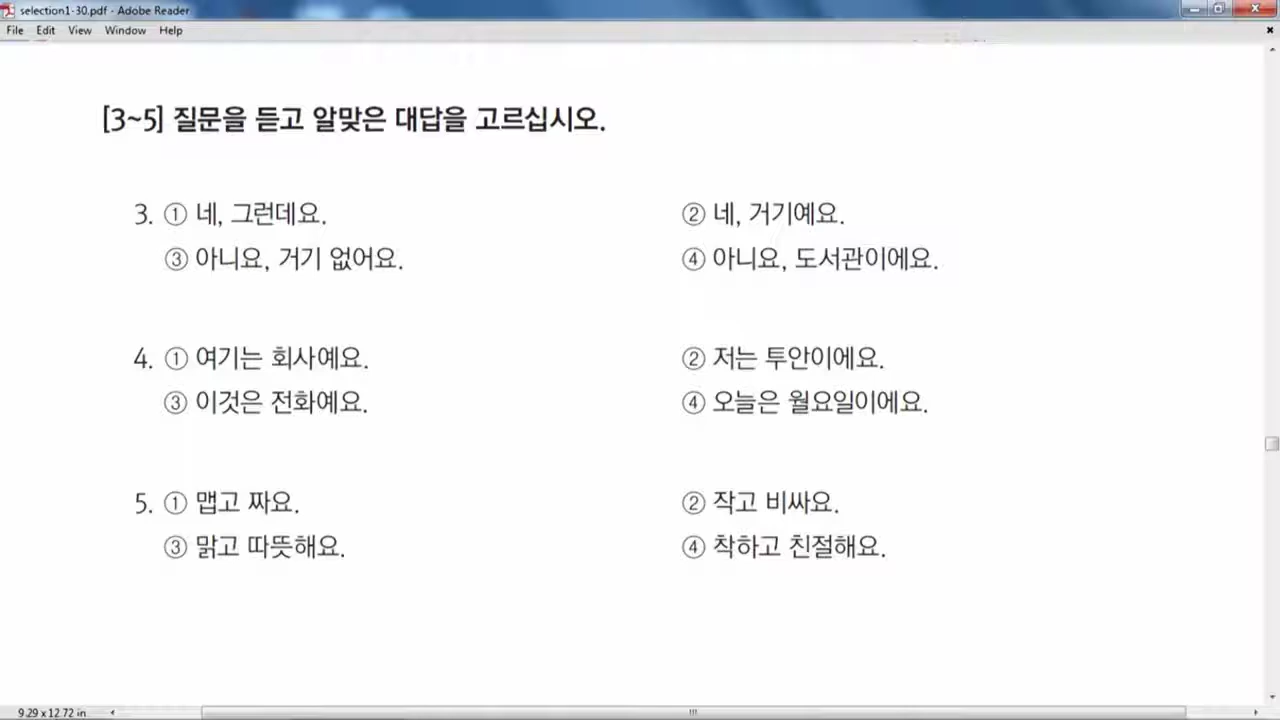 selection1-30.pdf - Adobe Reader
File Edit View Window Help
[3~5] 질문을 듣고 알맞은 대답을 고르십시오.
3. ① 네, 그런데요. ② 네, 거기예요.
③ 아니요, 거기 없어요. ④ 아니요, 도서관이에요.
4. ① 여기는 회사예요. ② 저는 투안이에요.
③ 이것은 전화예요. ④ 오늘은 월요일이에요.
5. ① 맵고 짜요. ② 작고 비싸요.
③ 맑고 따뜻해요. ④ 착하고 친절해요.
9.29 x 12.72 in